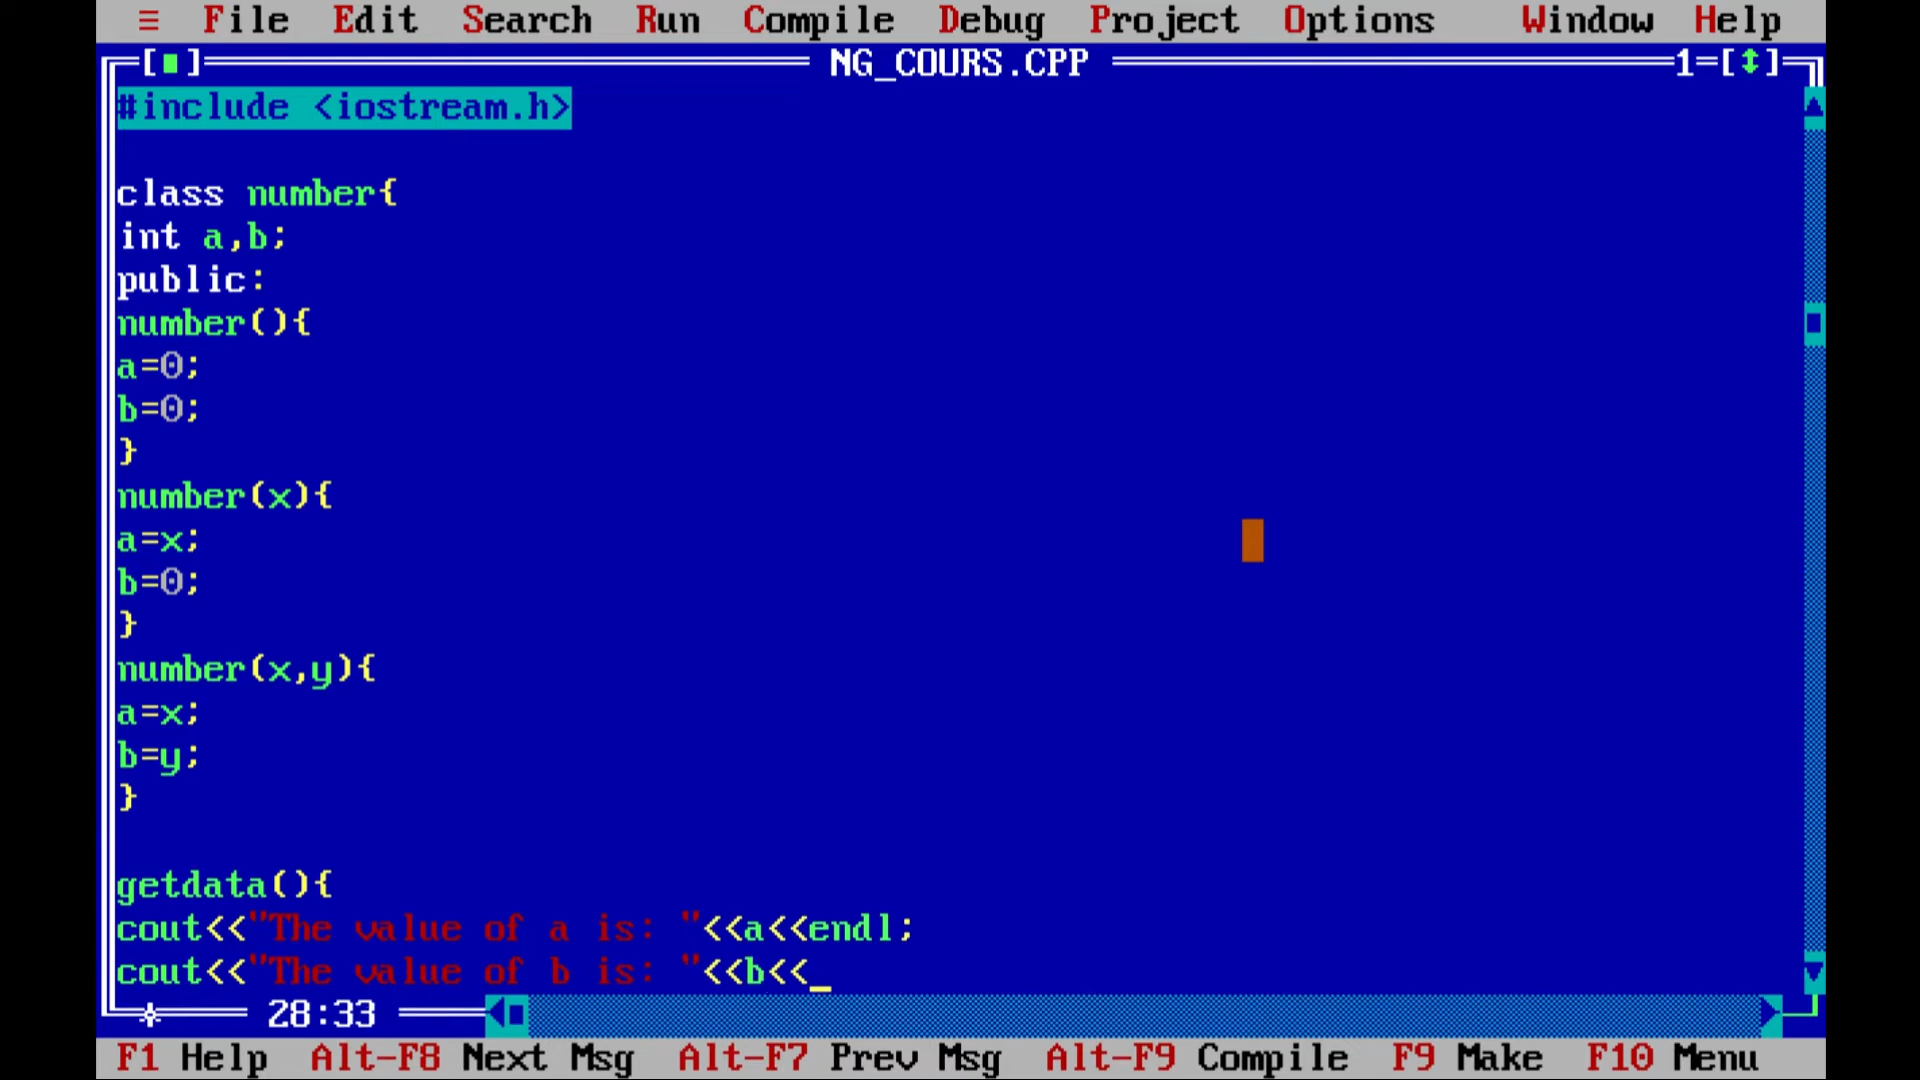 ≡ File Edit Search Run Compile Debug Project Options Window Help
[■] NG_COURS.CPP 1=[↕]
#include <iostream.h>
class number{
int a,b;
public:
number(){
a=0;
b=0;
}
number(x){
a=x;
b=0;
}
number(x,y){
a=x;
b=y;
}
getdata(){
cout<<"The value of a is: "<<a<<endl;
cout<<"The value of b is: "<<b<<_
28:33
F1 Help Alt-F8 Next Msg Alt-F7 Prev Msg Alt-F9 Compile F9 Make F10 Menu